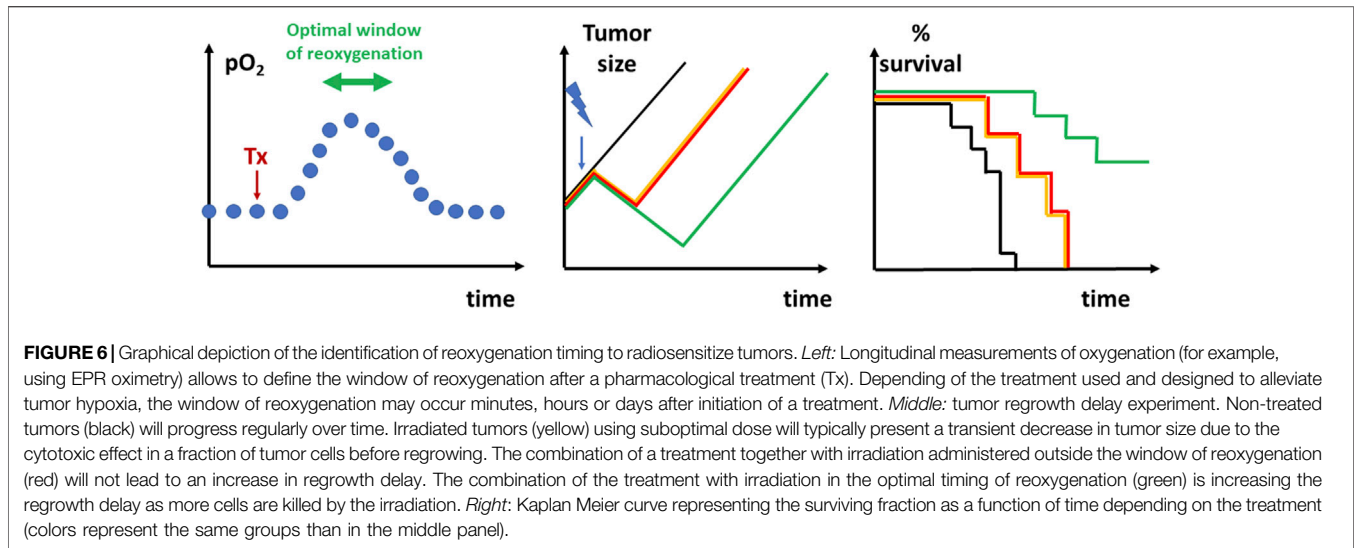 Optimal window
of reoxygenation
pO2
Tx
time
Tumor
size
time
%
survival
time
FIGURE 6 | Graphical depiction of the identification of reoxygenation timing to radiosensitize tumors. Left: Longitudinal measurements of oxygenation (for example,
using EPR oximetry) allows to define the window of reoxygenation after a pharmacological treatment (Tx). Depending of the treatment used and designed to alleviate
tumor hypoxia, the window of reoxygenation may occur minutes, hours or days after initiation of a treatment. Middle: tumor regrowth delay experiment. Non-treated
tumors (black) will progress regularly over time. Irradiated tumors (yellow) using suboptimal dose will typically present a transient decrease in tumor size due to the
cytotoxic effect in a fraction of tumor cells before regrowing. The combination of a treatment together with irradiation administered outside the window of reoxygenation
(red) will not lead to an increase in regrowth delay. The combination of the treatment with irradiation in the optimal timing of reoxygenation (green) is increasing the
regrowth delay as more cells are killed by the irradiation. Right: Kaplan Meier curve representing the surviving fraction as a function of time depending on the treatment
(colors represent the same groups than in the middle panel).